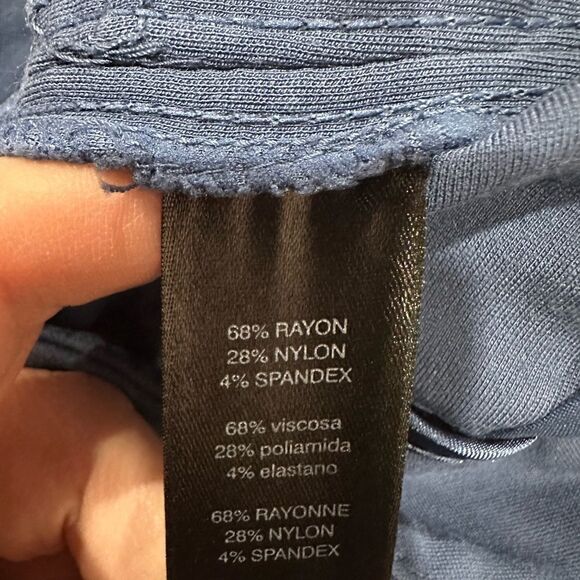 68% RAYON
28% NYLON
4% SPANDEX
68% viscosa
28% poliamida
4% elastano
68% RAYONNE
28% NYLON
4% SPANDEX